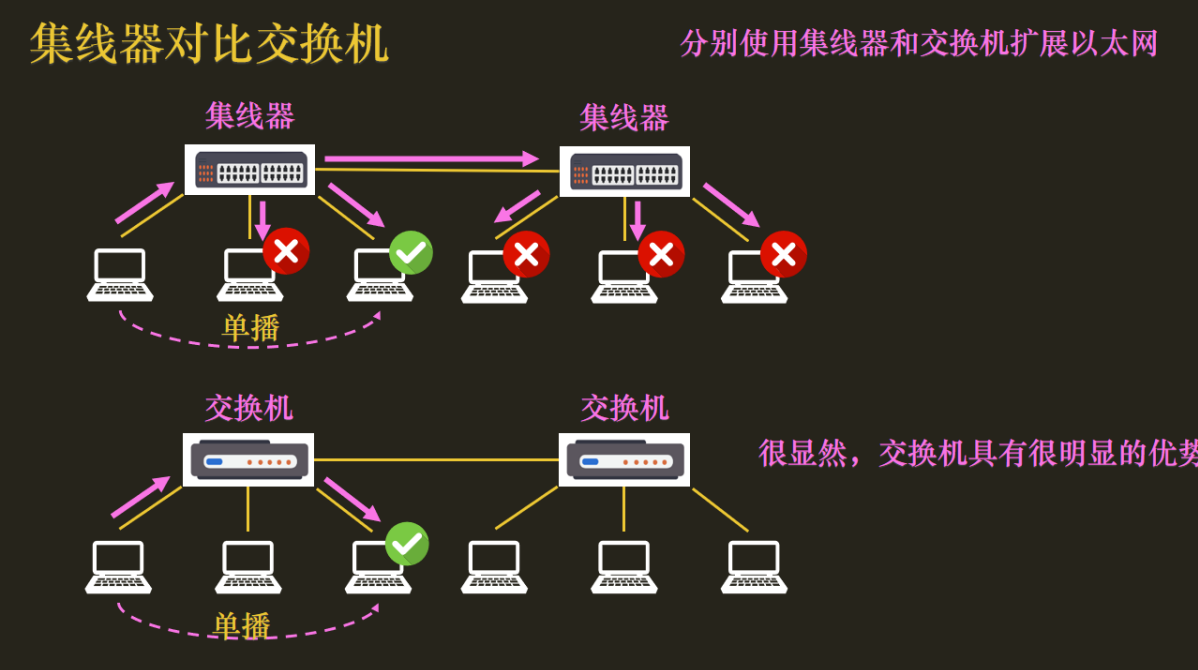 集线器对比交换机
分别使用集线器和交换机扩展以太网
集线器
集线器
单播
交换机
交换机
很显然，交换机具有很明显的优势
单播